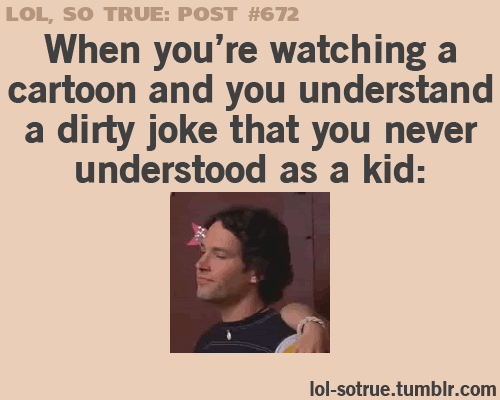 LOL, SO TRUE: POST #672
When you're watching a
cartoon and you understand
a dirty joke that you never
understood as a kid:
lol-sotrue.tumblr.com